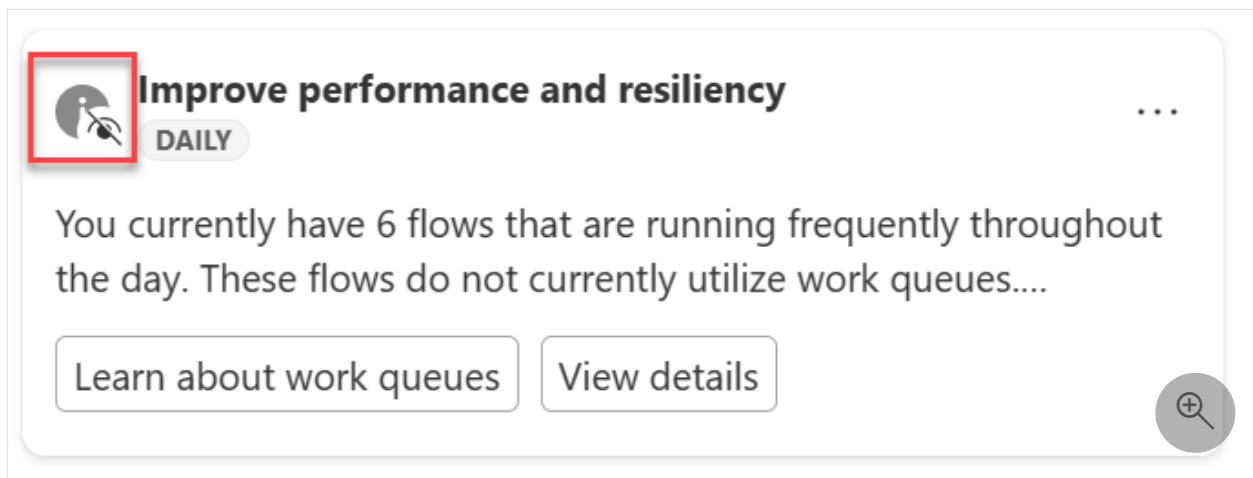 Improve performance and resiliency
DAILY
You currently have 6 flows that are running frequently throughout
the day. These flows do not currently utilize work queues....
Learn about work queues
View details